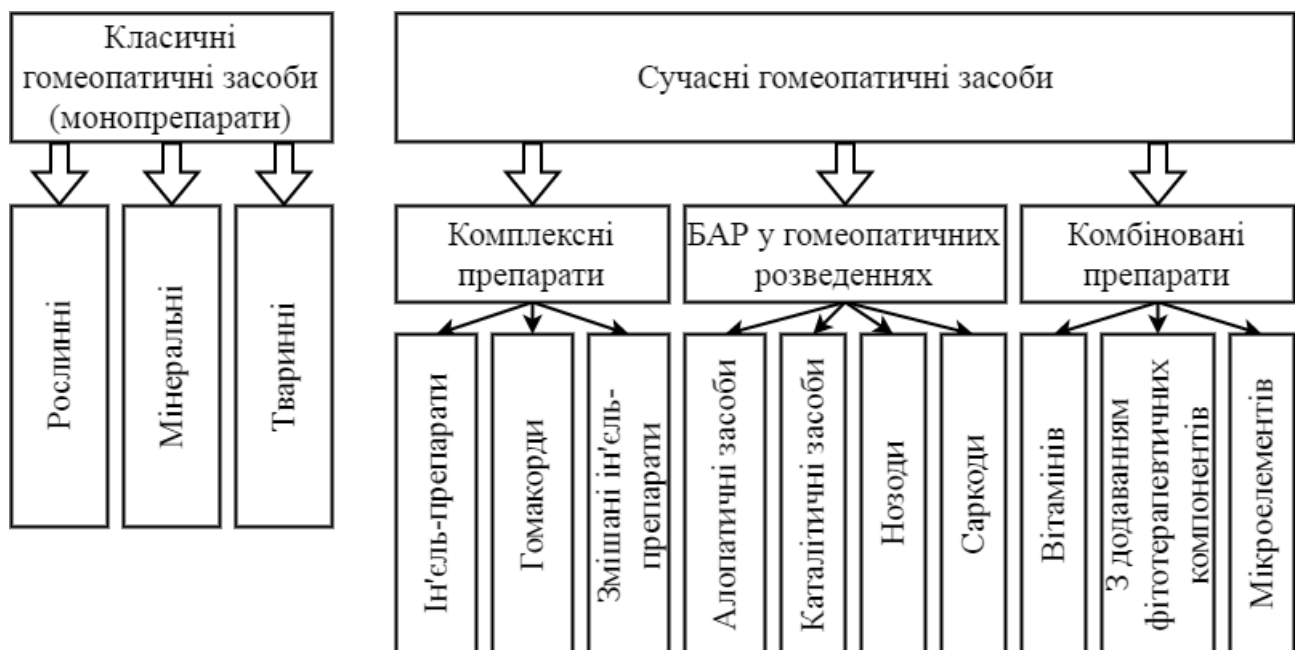 Класичні
гомеопатичні засоби
(монопрепарати)
Сучасні гомеопатичні засоби
Рослинні
Мінеральні
Тваринні
Комплексні
препарати
БАР у гомеопатичних
розведеннях
Комбіновані
препарати
Ін'єль-препарати
Гомакорди
Змішані ін'єль-
препарати
Алопатичні засоби
Каталітичні засоби
Нозоди
Саркоди
Вітамінів
З додаванням
фітотерапевтичних
компонентів
Мікроелементів